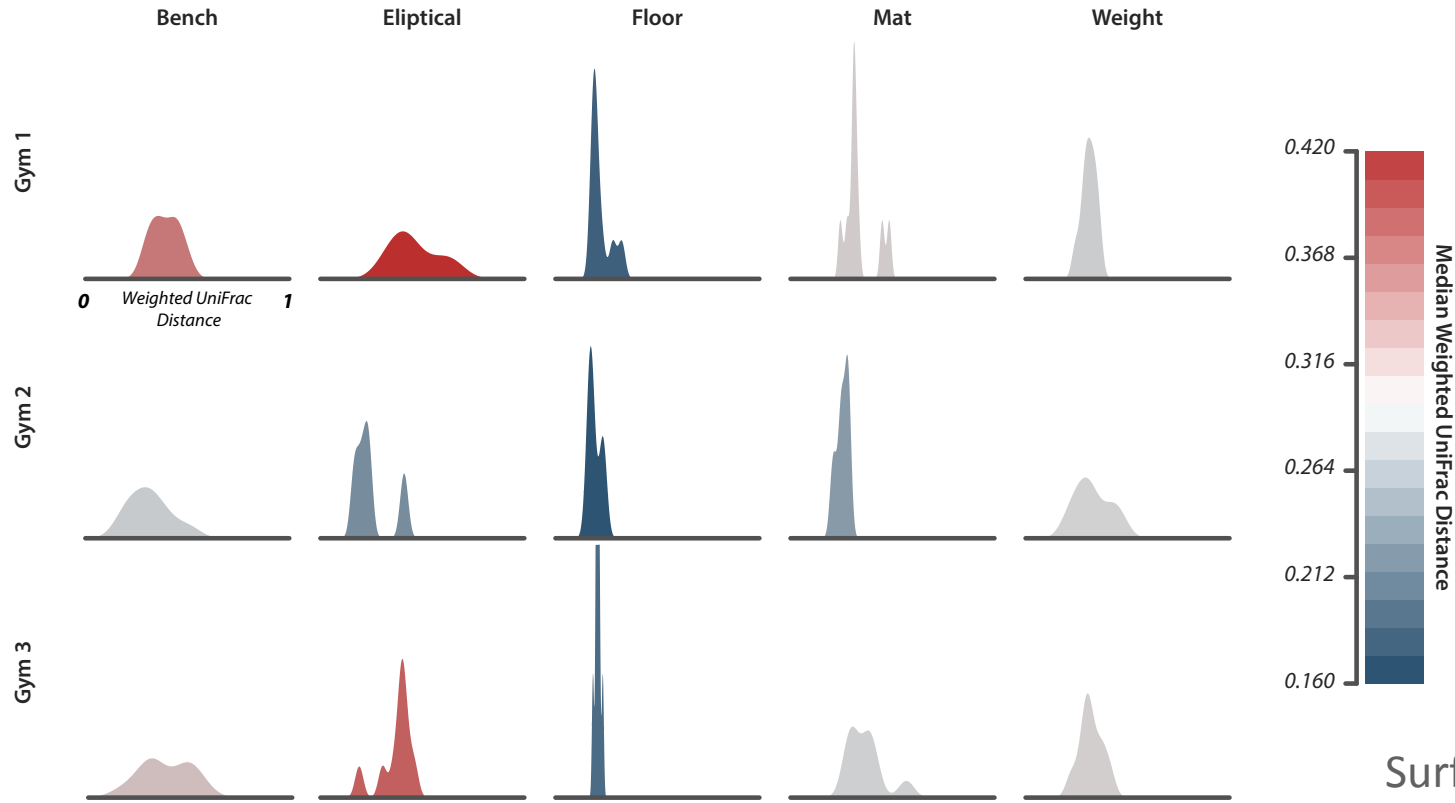 Bench Eliptical Floor Mat Weight
Gym 1
0 Weighted UniFrac 1
Distance
Gym 2
Gym 3
0.420
0.368
0.316
0.264
0.212
0.160
Median Weighted UniFrac Distance
Surf